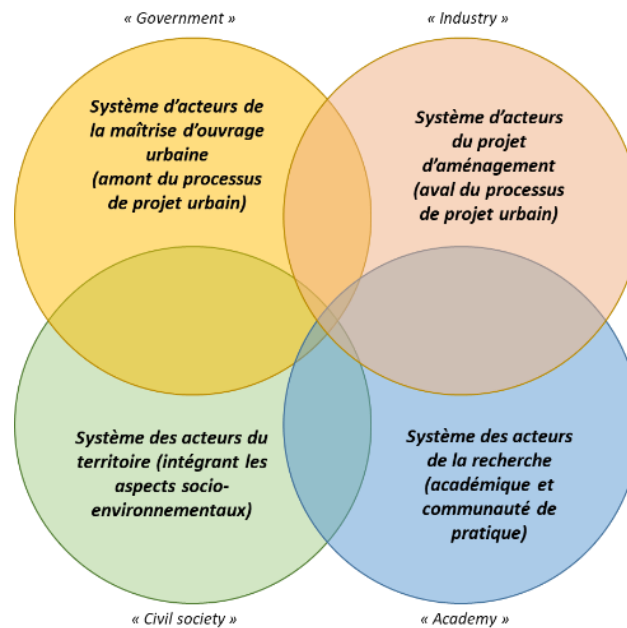 « Government »
« Industry »
Système d’acteurs de
la maîtrise d’ouvrage
urbaine
(amont du processus
de projet urbain)
Système d’acteurs
du projet
d’aménagement
(aval du processus
de projet urbain)
Système des acteurs du
territoire (intégrant les
aspects socio-
environnementaux)
Système des acteurs
de la recherche
(académique et
communauté de
pratique)
« Civil society »
« Academy »